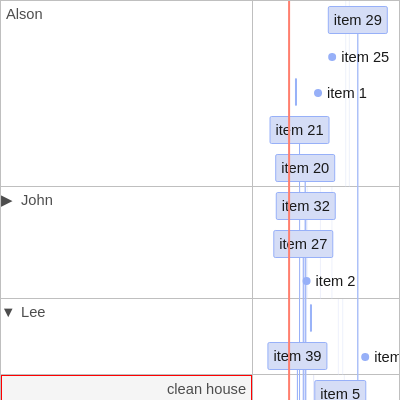 Alson
item 29
item 25
item 1
item 21
item 20
John
item 32
item 27
item 2
Lee
item 39
item
clean house
item 5